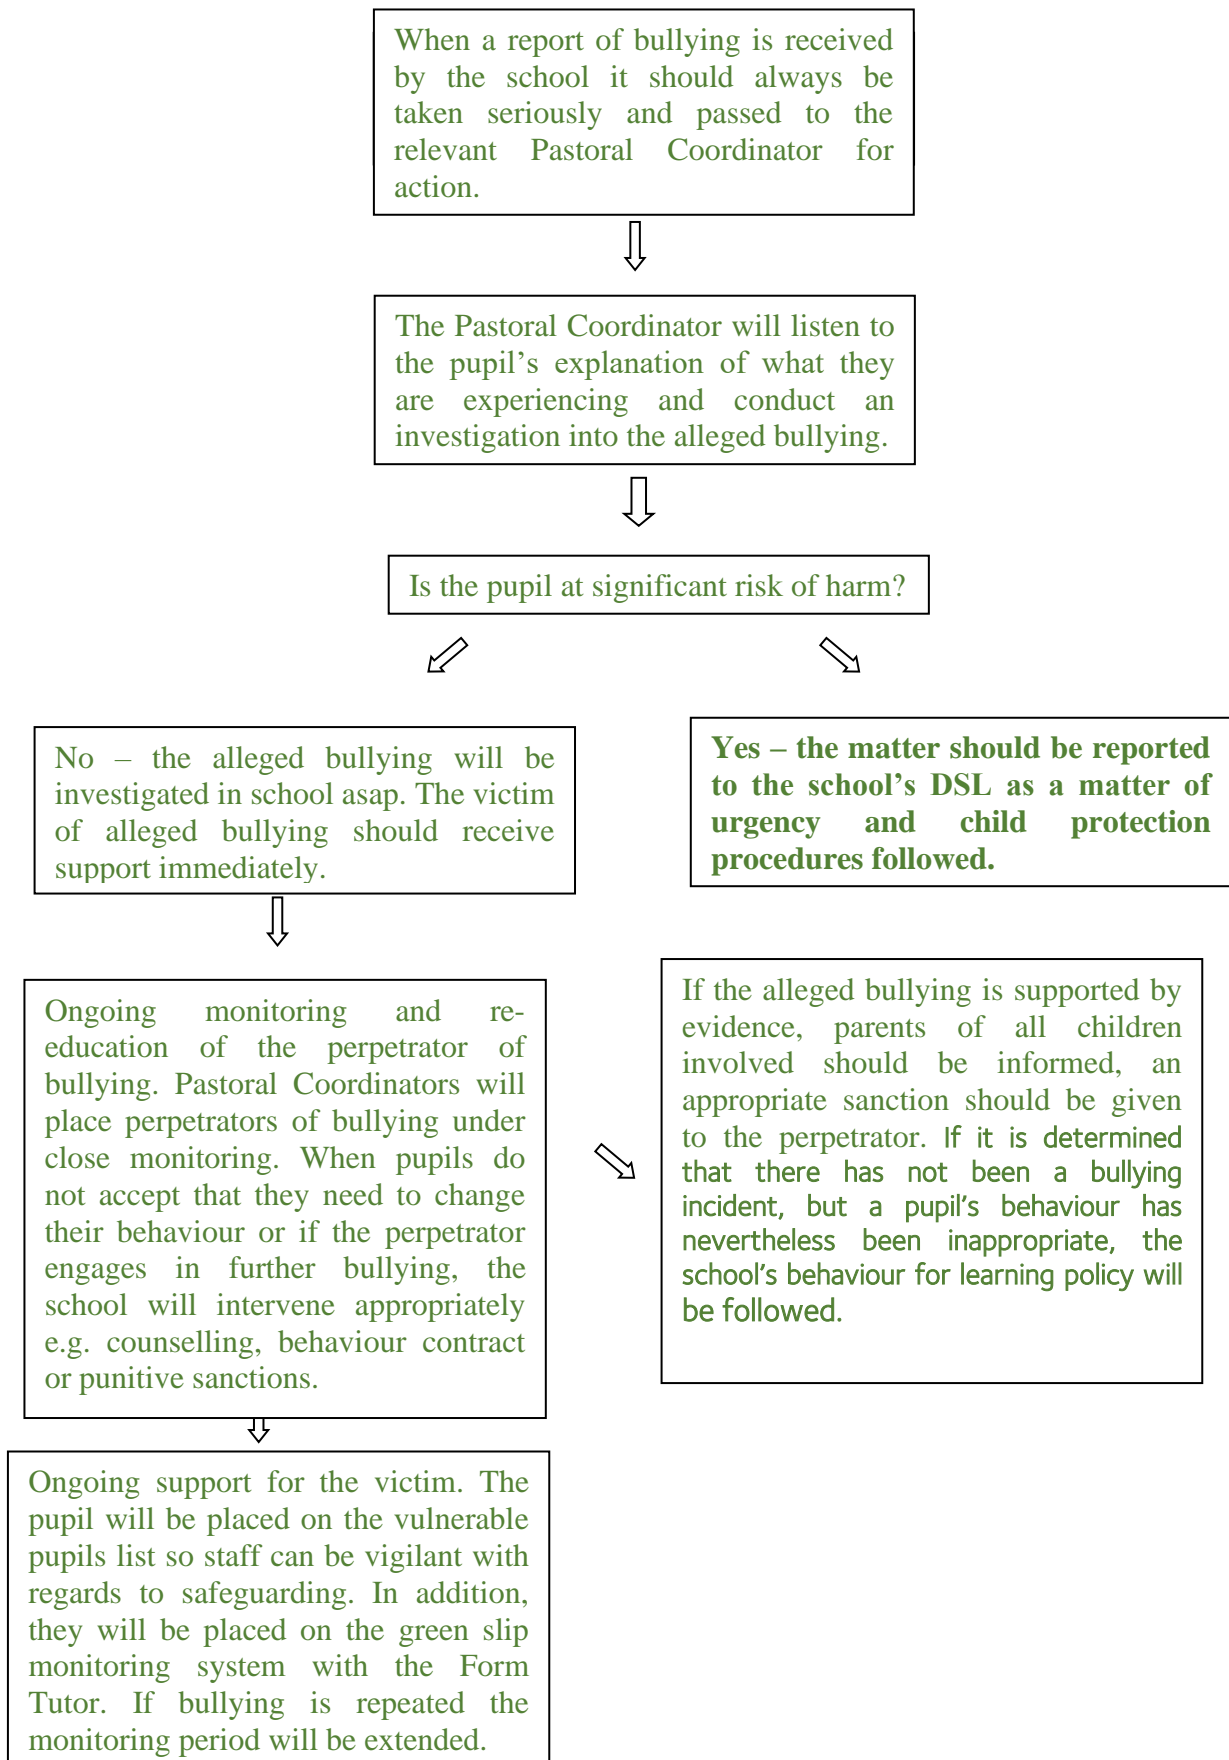 When a report of bullying is received
by the school it should always be
taken seriously and passed to the
relevant Pastoral Coordinator for
action.
The Pastoral Coordinator will listen to
the pupil’s explanation of what they
are experiencing and conduct an
investigation into the alleged bullying.
Is the pupil at significant risk of harm?
No – the alleged bullying will be
investigated in school asap. The victim
of alleged bullying should receive
support immediately.
Yes – the matter should be reported
to the school’s DSL as a matter of
urgency and child protection
procedures followed.
Ongoing monitoring and re-
education of the perpetrator of
bullying. Pastoral Coordinators will
place perpetrators of bullying under
close monitoring. When pupils do
not accept that they need to change
their behaviour or if the perpetrator
engages in further bullying, the
school will intervene appropriately
e.g. counselling, behaviour contract
or punitive sanctions.
If the alleged bullying is supported by
evidence, parents of all children
involved should be informed, an
appropriate sanction should be given
to the perpetrator. If it is determined
that there has not been a bullying
incident, but a pupil’s behaviour has
nevertheless been inappropriate, the
school’s behaviour for learning policy will
be followed.
Ongoing support for the victim. The
pupil will be placed on the vulnerable
pupils list so staff can be vigilant with
regards to safeguarding. In addition,
they will be placed on the green slip
monitoring system with the Form
Tutor. If bullying is repeated the
monitoring period will be extended.